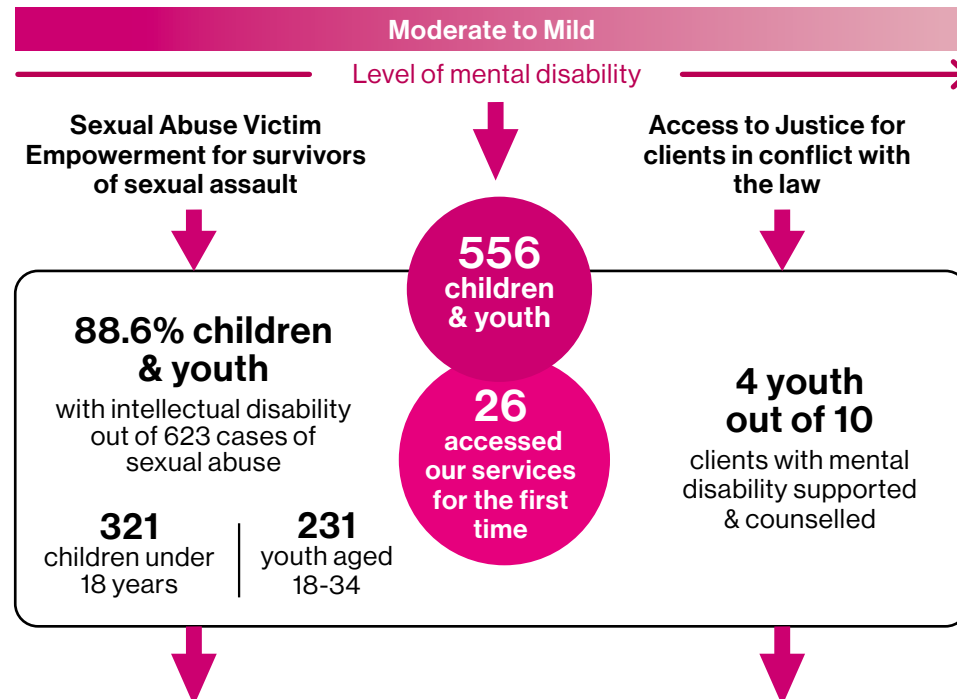 Moderate to Mild
Level of mental disability
Sexual Abuse Victim
Empowerment for survivors
of sexual assault
Access to Justice for
clients in conflict with
the law
556
children
& youth
88.6% children
& youth
with intellectual disability
out of 623 cases of
sexual abuse
321
children under
18 years
231
youth aged
18-34
26
accessed
our services
for the first
time
4 youth
out of 10
clients with mental
disability supported
& counselled